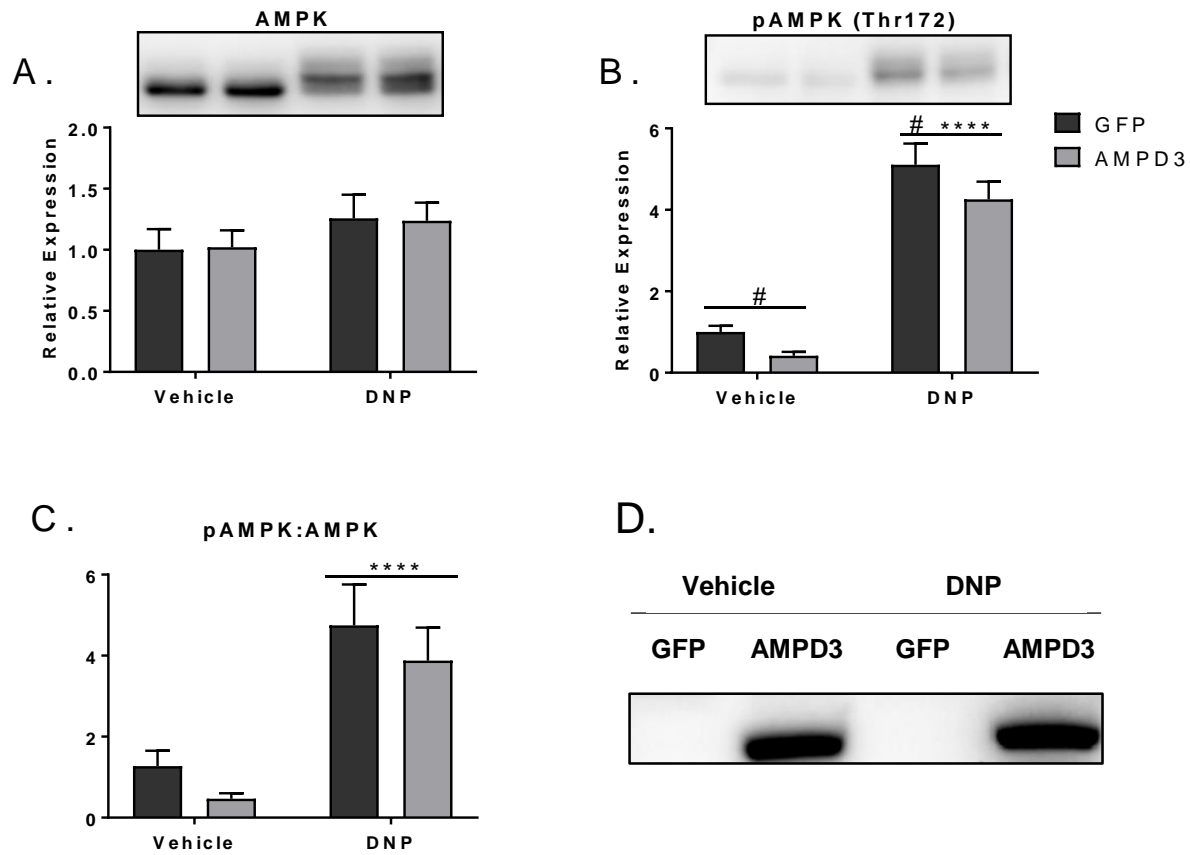 A.
AMPK
Relative Expression
2.0
1.5
1.0
0.5
0.0
Vehicle DNP
B.
pAMPK (Thr172)
Relative Expression
6
4
2
0
#
# ****
Vehicle DNP
GFP
AMPD3
C.
pAMPK:AMPK
6
4
2
0
****
Vehicle DNP
D.
Vehicle DNP
GFP AMPD3 GFP AMPD3